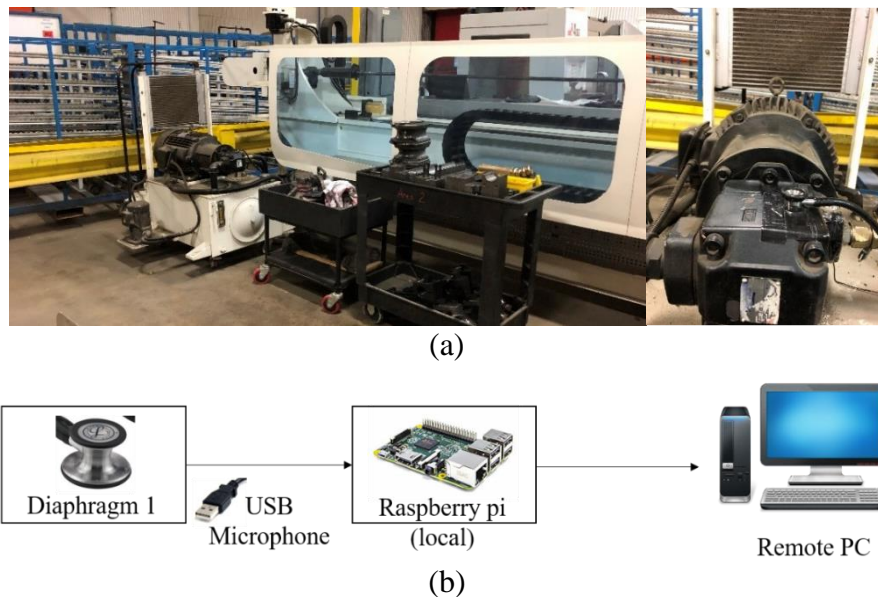 (a)
Diaphragm 1
USB
Microphone
Raspberry pi
(local)
Remote PC
(b)